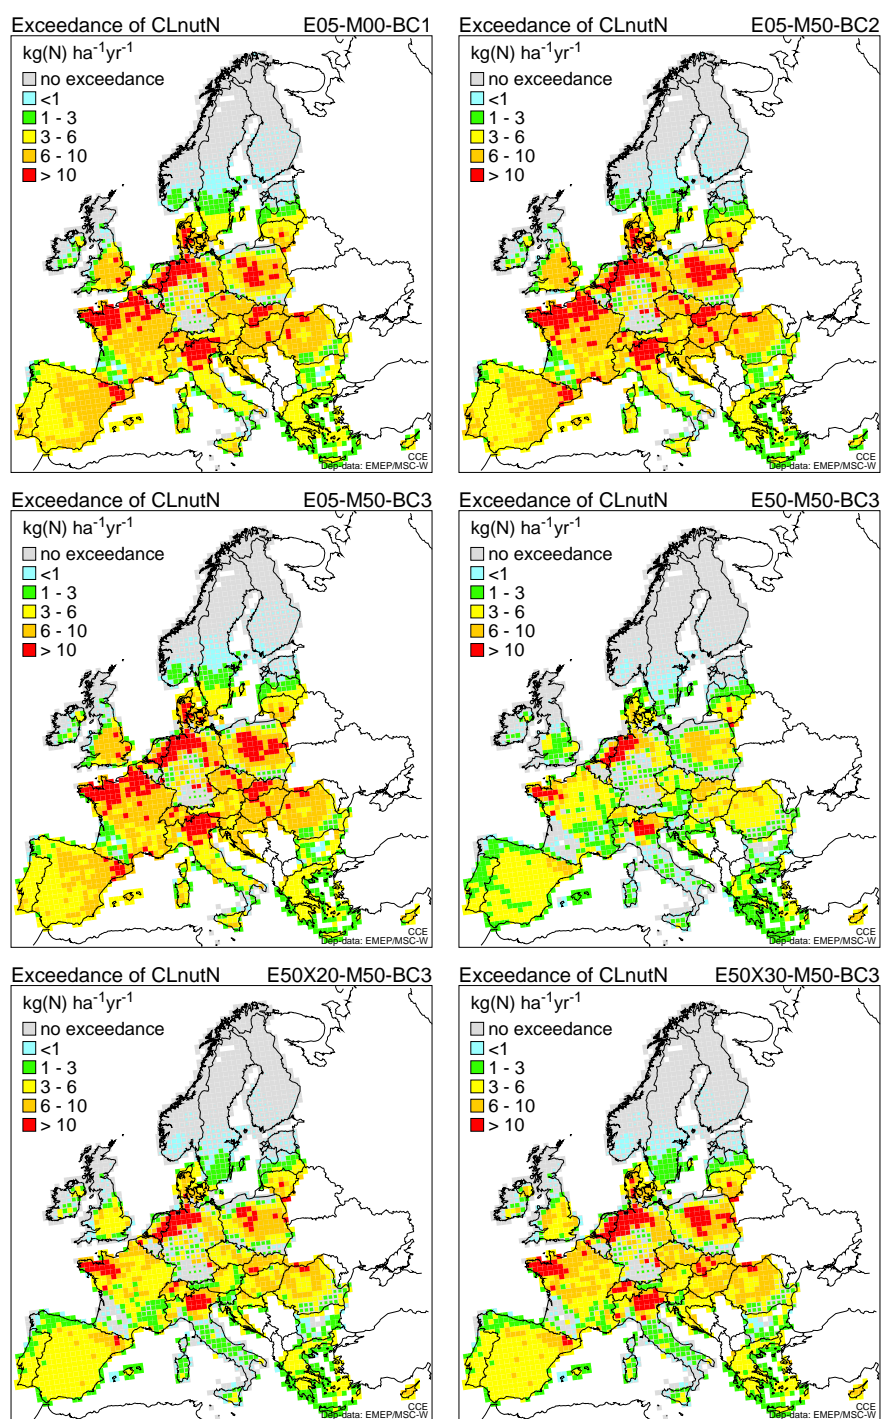 Exceedance of CLnutN E05-M00-BC1
kg(N) ha⁻¹yr⁻¹
no exceedance
<1
1 - 3
3 - 6
6 - 10
> 10
CCE
Dep-data: EMEP/MSC-W
Exceedance of CLnutN E05-M50-BC2
kg(N) ha⁻¹yr⁻¹
no exceedance
<1
1 - 3
3 - 6
6 - 10
> 10
CCE
Dep-data: EMEP/MSC-W
Exceedance of CLnutN E05-M50-BC3
kg(N) ha⁻¹yr⁻¹
no exceedance
<1
1 - 3
3 - 6
6 - 10
> 10
CCE
Dep-data: EMEP/MSC-W
Exceedance of CLnutN E50-M50-BC3
kg(N) ha⁻¹yr⁻¹
no exceedance
<1
1 - 3
3 - 6
6 - 10
> 10
CCE
Dep-data: EMEP/MSC-W
Exceedance of CLnutN E50X20-M50-BC3
kg(N) ha⁻¹yr⁻¹
no exceedance
<1
1 - 3
3 - 6
6 - 10
> 10
CCE
Dep-data: EMEP/MSC-W
Exceedance of CLnutN E50X30-M50-BC3
kg(N) ha⁻¹yr⁻¹
no exceedance
<1
1 - 3
3 - 6
6 - 10
> 10
CCE
Dep-data: EMEP/MSC-W